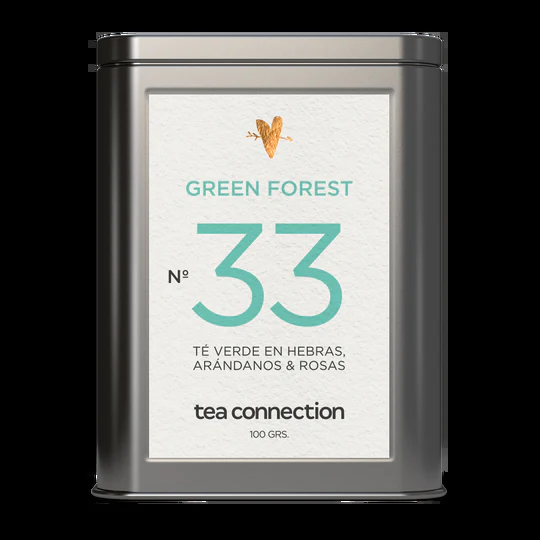 GREEN FOREST
Nº 33
TÉ VERDE EN HEBRAS,
ARÁNDANOS & ROSAS
tea connection
100 GRS.